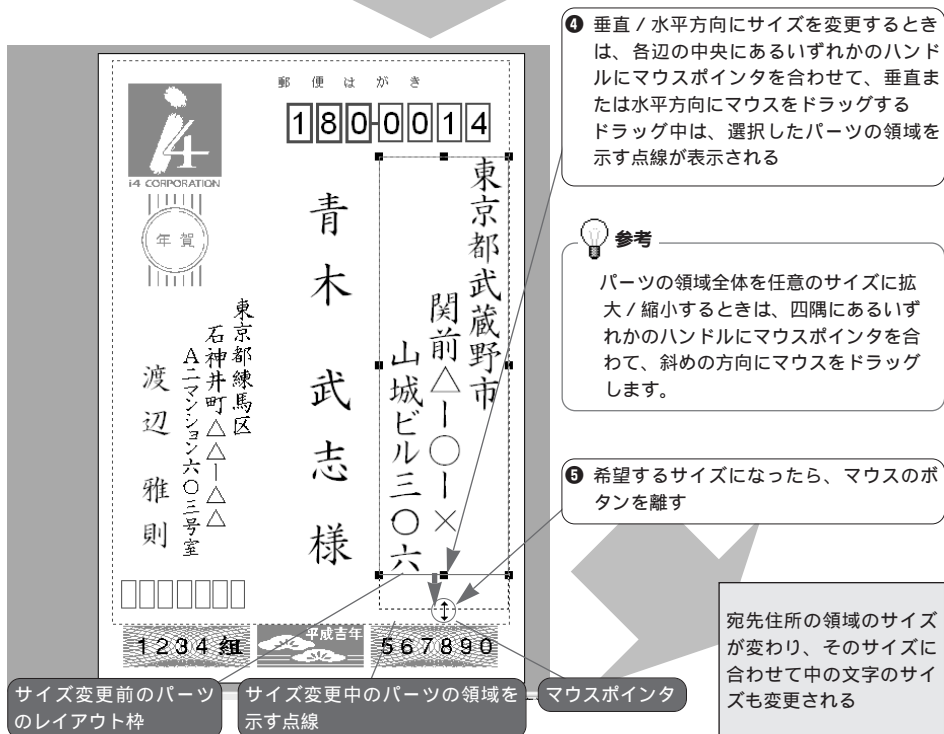 ❹ 垂直 / 水平方向にサイズを変更するとき
は、各辺の中央にあるいずれかのハンド
ルにマウスポインタを合わせて、垂直ま
たは水平方向にマウスをドラッグする
ドラッグ中は、選択したパーツの領域を
示す点線が表示される
参考
パーツの領域全体を任意のサイズに拡
大 / 縮小するときは、四隅にあるいず
れかのハンドルにマウスポインタを合
わて、斜めの方向にマウスをドラッグ
します。
❺ 希望するサイズになったら、マウスのボ
タンを離す
宛先住所の領域のサイズ
が変わり、そのサイズに
合わせて中の文字のサイ
ズも変更される
郵便はがき
180-0014
東京都武蔵野市
関前△ー○ー×
山城ビル三〇六
青木 武志 様
i4
i4 CORPORATION
年賀
東京都練馬区
石神井町△△ー△△
A二マンション六〇三号室
渡辺 雅則
1234組
平成吉年
567890
サイズ変更前のパーツ
のレイアウト枠
サイズ変更中のパーツの領域を
示す点線
マウスポインタ